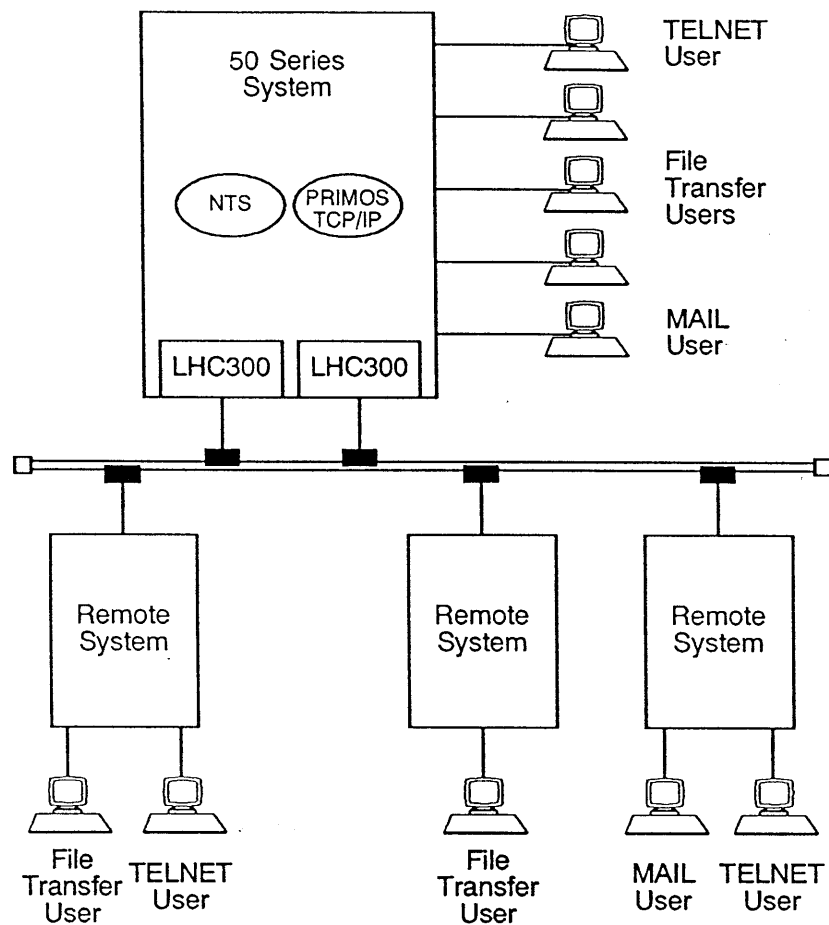 50 Series
System
TELNET
User
NTS
PRIMOS
TCP/IP
File
Transfer
Users
MAIL
User
LHC300
LHC300
Remote
System
Remote
System
Remote
System
File
Transfer
User
TELNET
User
File
Transfer
User
MAIL
User
TELNET
User